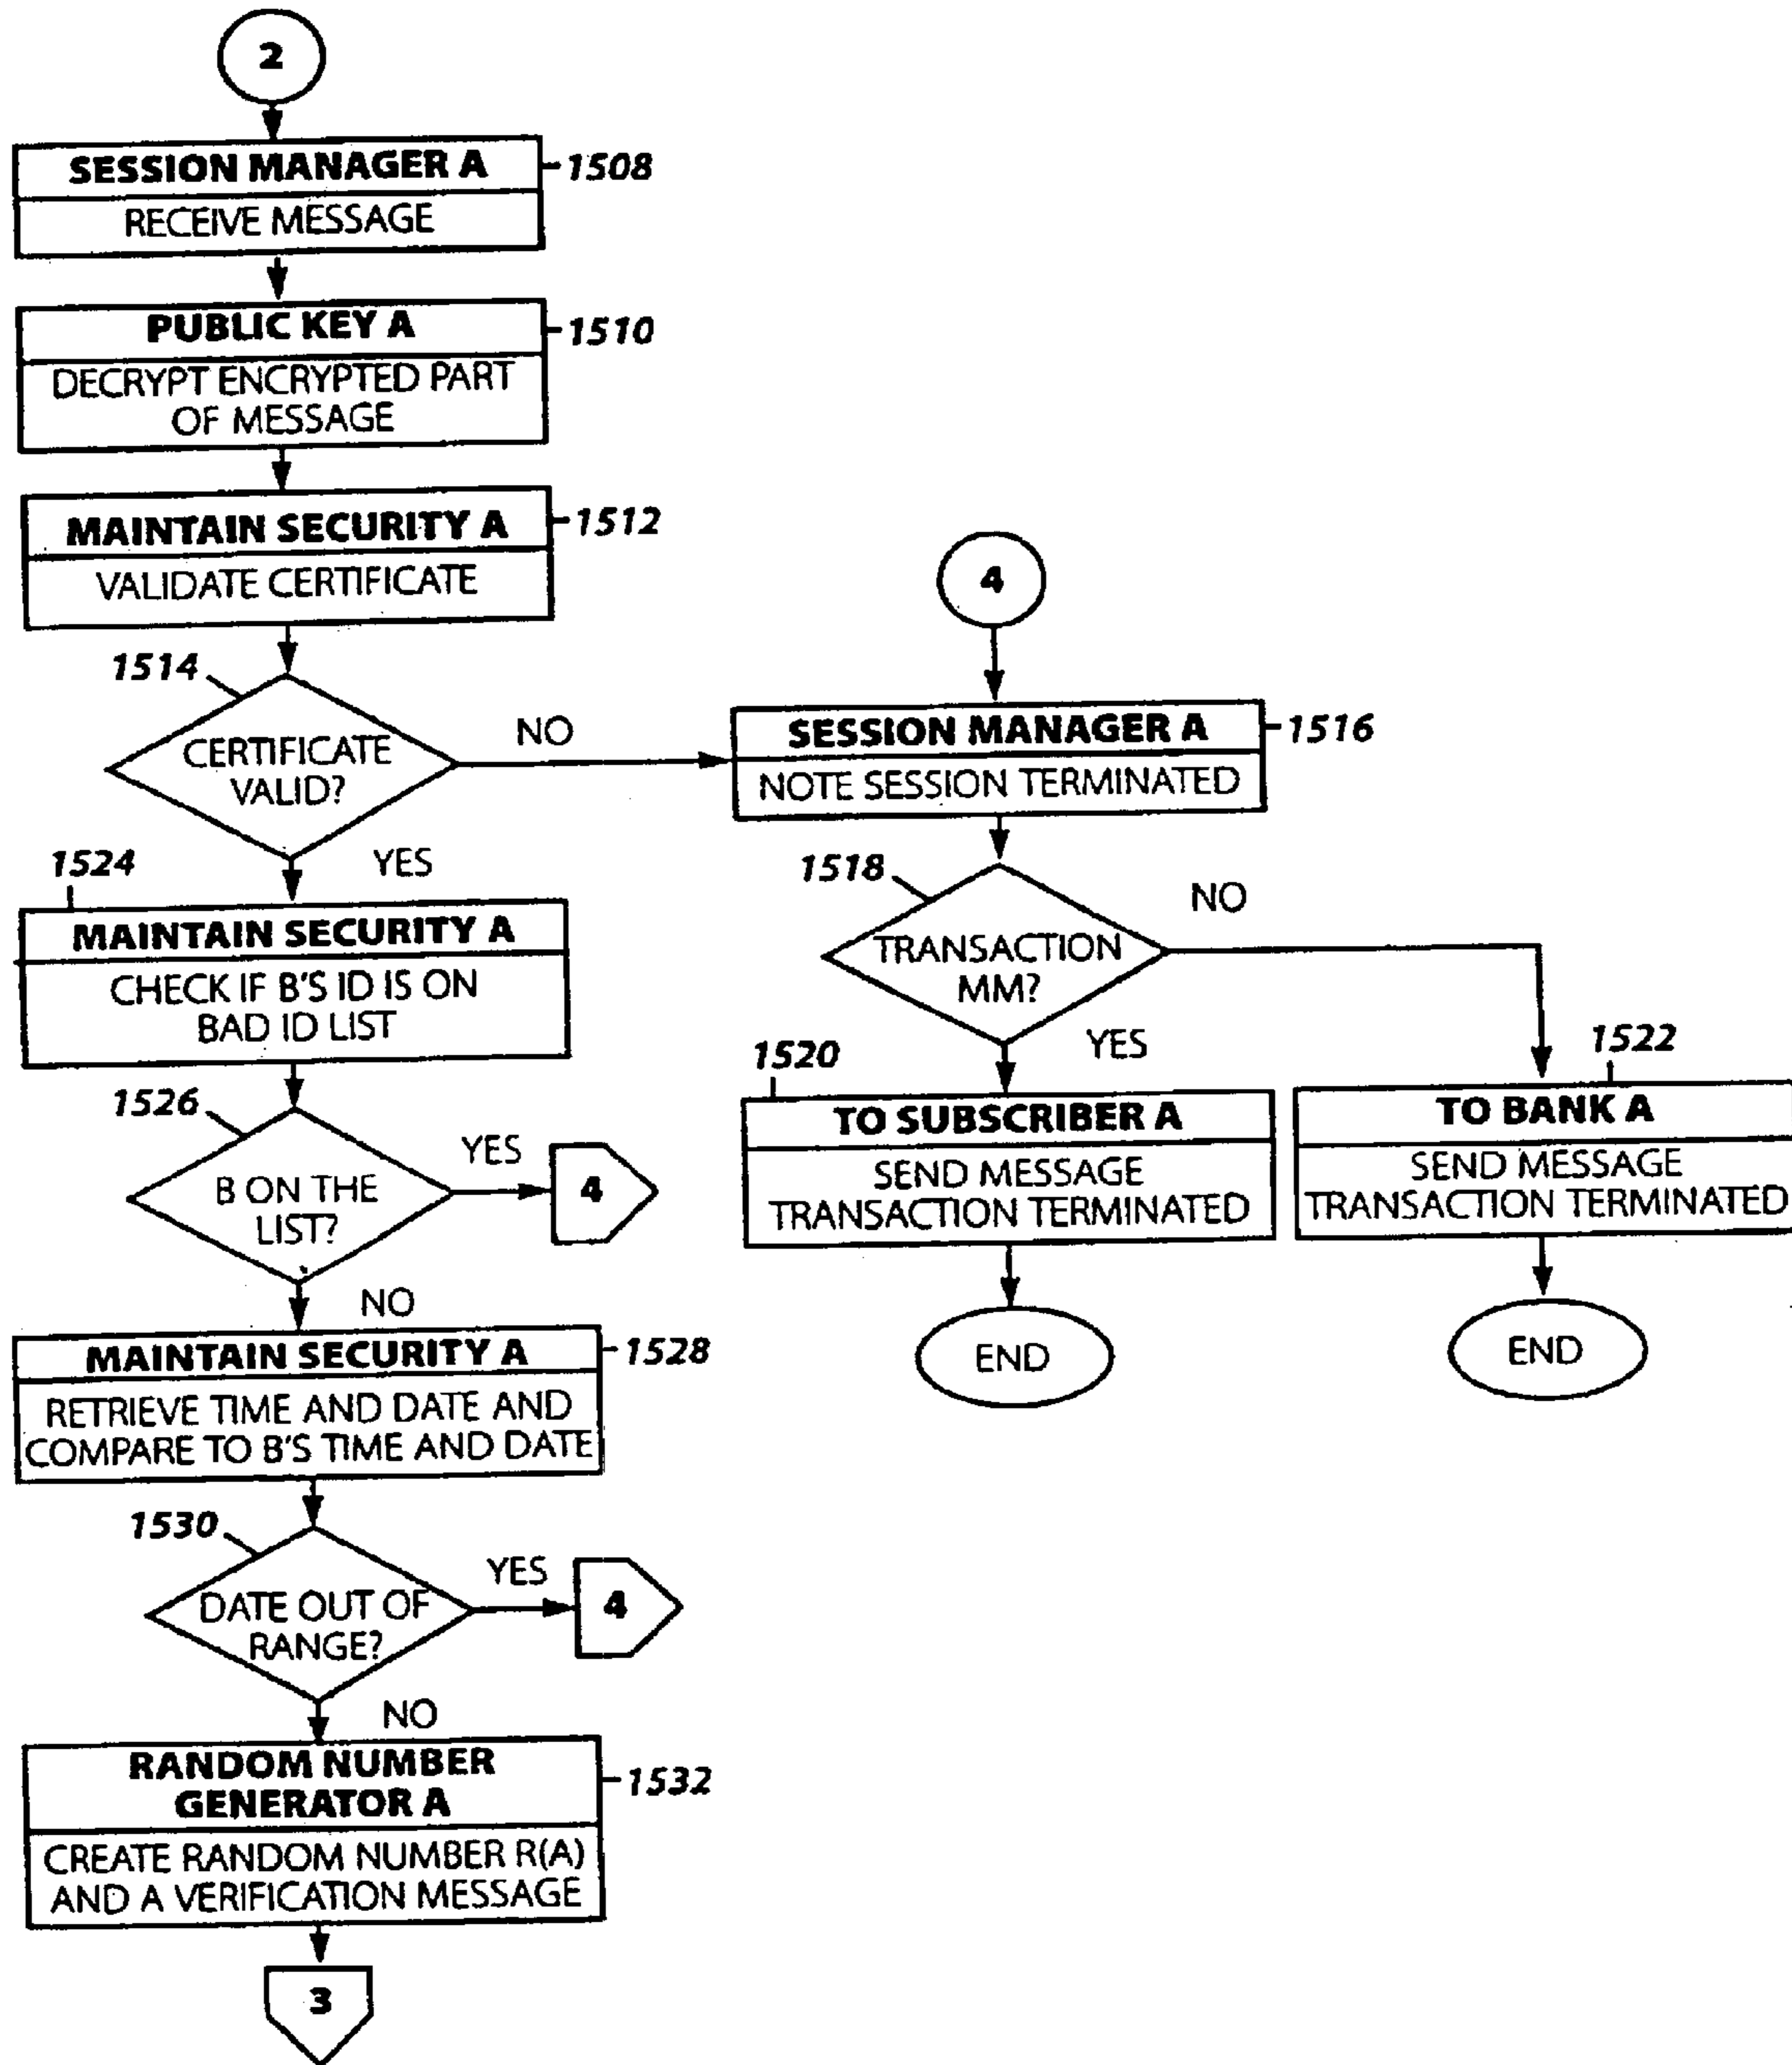 2
SESSION MANAGER A
1508
RECEIVE MESSAGE
PUBLIC KEY A
1510
DECRYPT ENCRYPTED PART
OF MESSAGE
MAINTAIN SECURITY A
1512
VALIDATE CERTIFICATE
1514
CERTIFICATE
VALID?
NO
YES
4
SESSION MANAGER A
1516
NOTE SESSION TERMINATED
1518
TRANSACTION
MM?
NO
YES
1520
TO SUBSCRIBER A
SEND MESSAGE
TRANSACTION TERMINATED
END
1522
TO BANK A
SEND MESSAGE
TRANSACTION TERMINATED
END
1524
MAINTAIN SECURITY A
CHECK IF B'S ID IS ON
BAD ID LIST
1526
B ON THE
LIST?
YES
4
NO
MAINTAIN SECURITY A
1528
RETRIEVE TIME AND DATE AND
COMPARE TO B'S TIME AND DATE
1530
DATE OUT OF
RANGE?
YES
4
NO
RANDOM NUMBER
GENERATOR A
1532
CREATE RANDOM NUMBER R(A)
AND A VERIFICATION MESSAGE
3